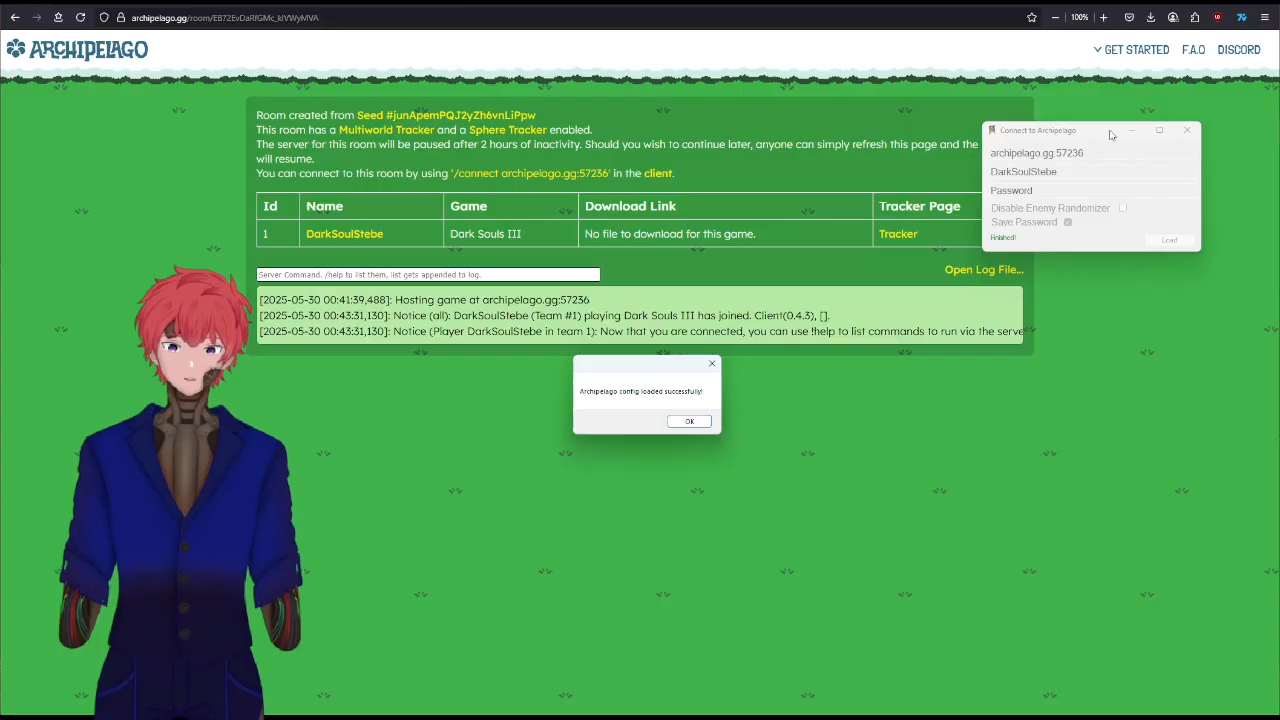 archipelago.gg/room/EB72EvDaRfGMc_kIVWyMVA
100%
ARCHIPELAGO
GET STARTED
F.A.Q
DISCORD
Room created from Seed #junApemPQJ2yZh6vnLiPpw
This room has a Multiworld Tracker and a Sphere Tracker enabled.
The server for this room will be paused after 2 hours of inactivity. Should you wish to continue later, anyone can simply refresh this page and the
will resume.
You can connect to this room by using '/connect archipelago.gg:57236' in the client.
Id Name Game Download Link Tracker Page
1 DarkSoulStebe Dark Souls III No file to download for this game. Tracker
Server Command. /help to list them, list gets appended to log.
Open Log File...
[2025-05-30 00:41:39,488]: Hosting game at archipelago.gg:57236
[2025-05-30 00:43:31,130]: Notice (all): DarkSoulStebe (Team #1) playing Dark Souls III has joined. Client(0.4.3), [].
[2025-05-30 00:43:31,130]: Notice (Player DarkSoulStebe in team 1): Now that you are connected, you can use !help to list commands to run via the serve
Connect to Archipelago
archipelago.gg:57236
DarkSoulStebe
Password
Disable Enemy Randomizer
Save Password
Finished!
Load
Archipelago config loaded successfully!
OK